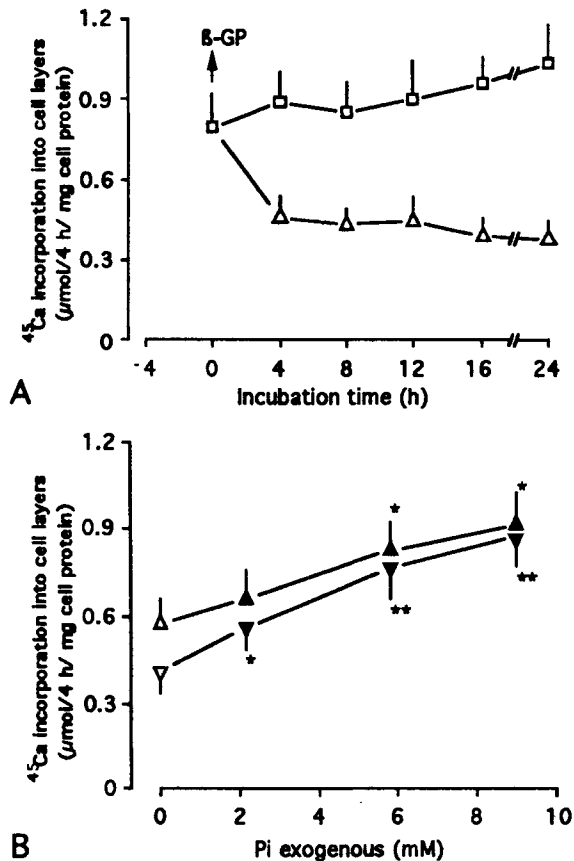 1.2
0.9
0.6
0.3
0
ß-GP
⁴⁵Ca incorporation into cell layers
(µmol/4 h/ mg cell protein)
-4 0 4 8 12 16 24
Incubation time (h)
A
1.2
0.9
0.6
0.3
0
* *
* ** **
⁴⁵Ca incorporation into cell layers
(µmol/4 h/ mg cell protein)
0 2 4 6 8 10
Pi exogenous (mM)
B